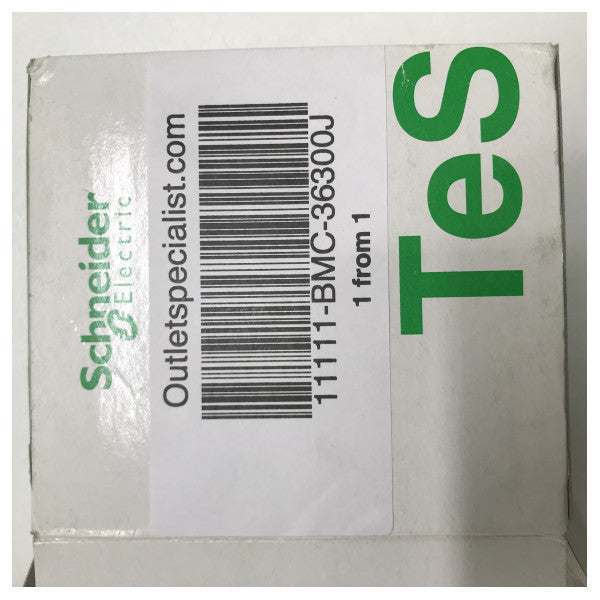 Schneider
Electric
Outletspecialist.com
11111-BMC-36300J
1 from 1
TeS